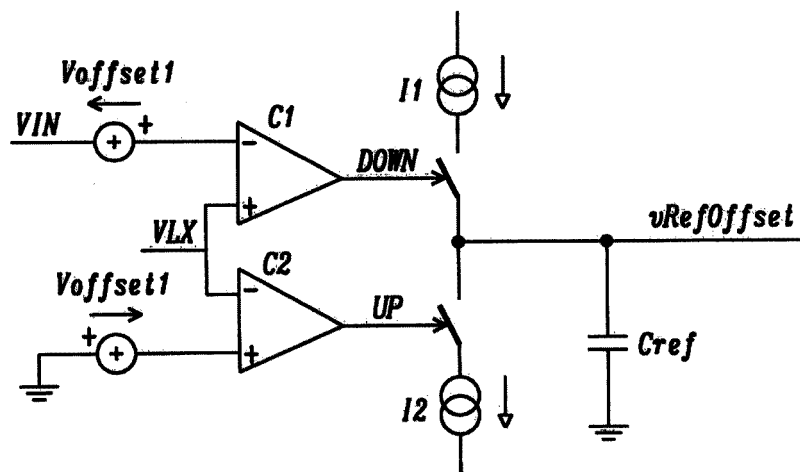 Voffset1
VIN
+
+
C1
-
+
DOWN
I1
VLX
vRefOffset
Voffset1
+
+
C2
-
+
UP
I2
Cref